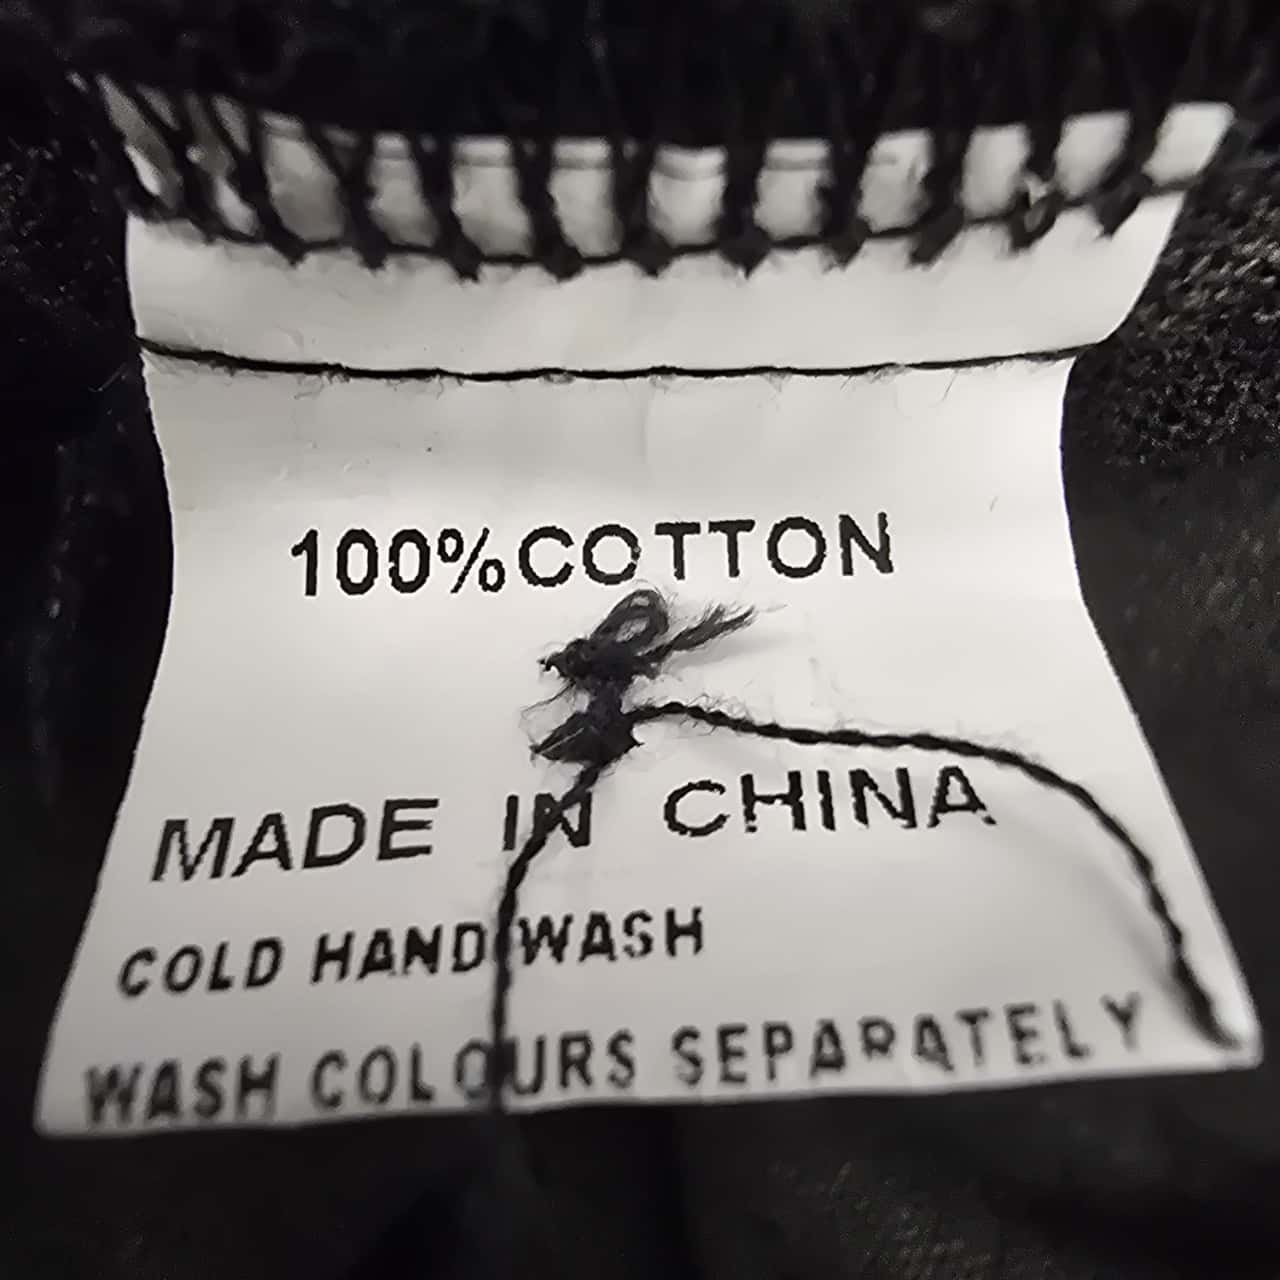 100%COTTON
MADE IN CHINA
COLD HAND WASH
WASH COLOURS SEPARATELY